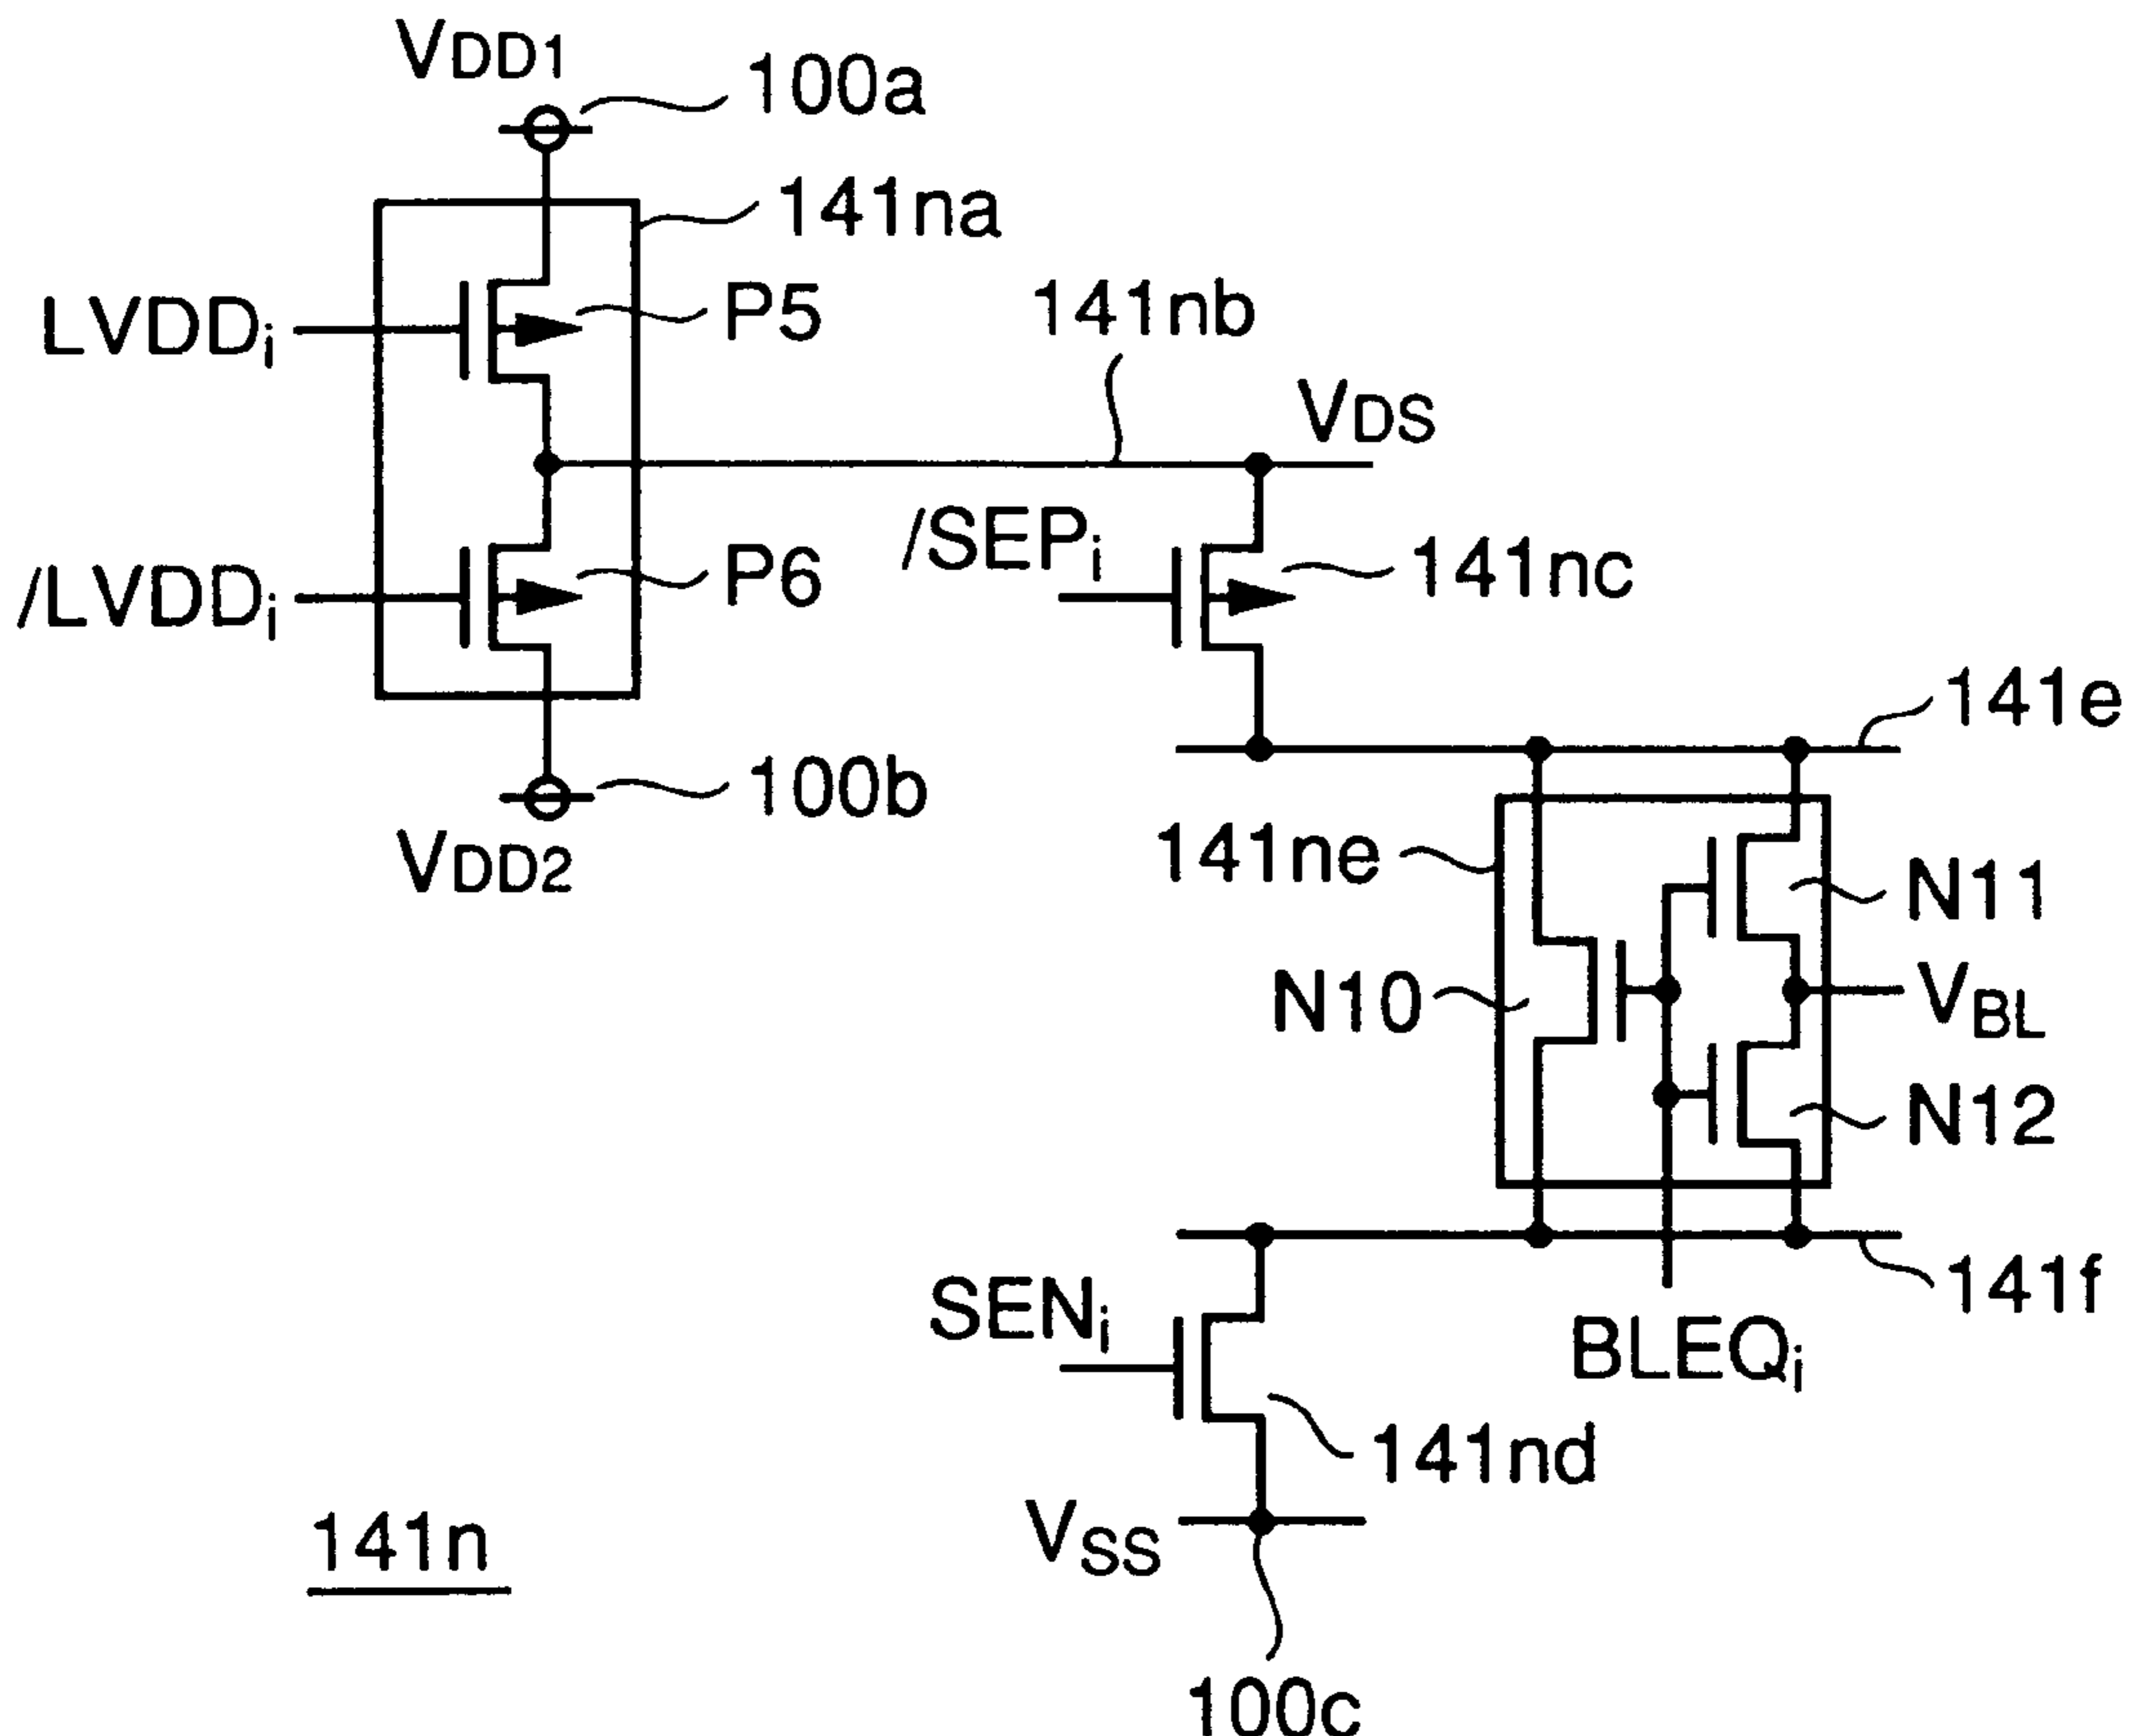 VDD1
100a
141na
LVDDi
P5
141nb
VDS
/LVDDi
P6
/SEPi
141nc
141e
100b
VDD2
141ne
N11
N10
VBL
N12
141f
SENi
BLEQi
141nd
141n
VSS
100c